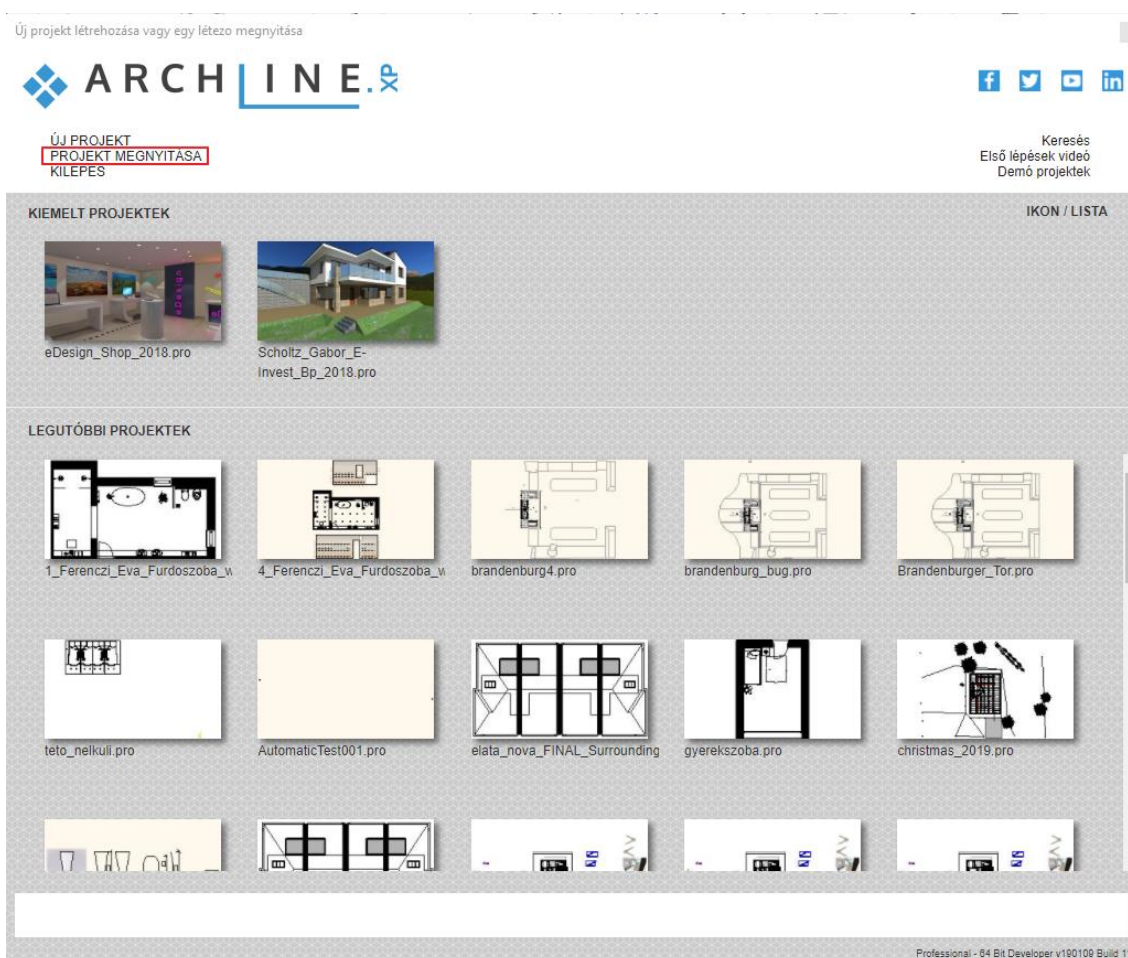 Új projekt létrehozása vagy egy létezo megnyitása
ARCHLINE.XP
ÚJ PROJEKT
PROJEKT MEGNYITÁSA
KILEPES
Keresés
Első lépések videó
Demó projektek
KIEMELT PROJEKTEK
IKON / LISTA
eDesign_Shop_2018.pro
Scholtz_Gabor_E-
Invest_Bp_2018.pro
LEGUTÓBBI PROJEKTEK
1_Ferenczi_Eva_Furdoszoba_w
4_Ferenczi_Eva_Furdoszoba_w
brandenburg4.pro
brandenburg_bug.pro
Brandenburger_Tor.pro
teto_nelkuli.pro
AutomaticTest001.pro
elata_nova_FINAL_Surrounding
gyerekszoba.pro
christmas_2019.pro
Professional - 64 Bit Developer v190109 Build 1